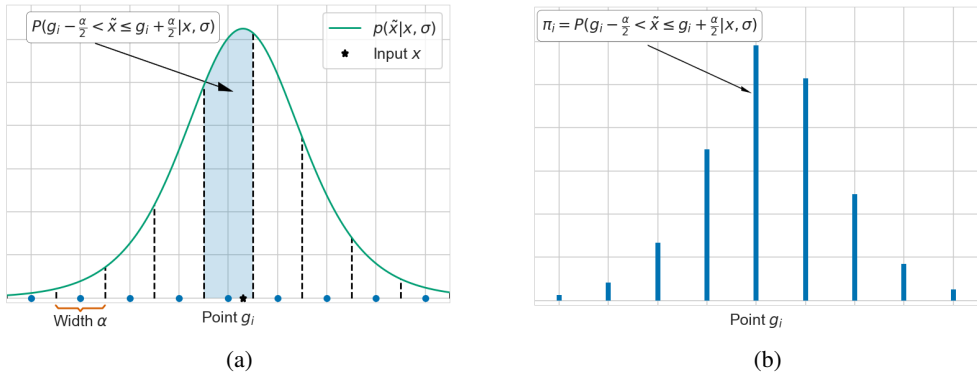 P(g_i − α/2 < x̃ ≤ g_i + α/2 | x, σ)
p(x̃|x, σ)
Input x
Width α
Point g_i
(a)
π_i = P(g_i − α/2 < x̃ ≤ g_i + α/2 | x, σ)
Point g_i
(b)